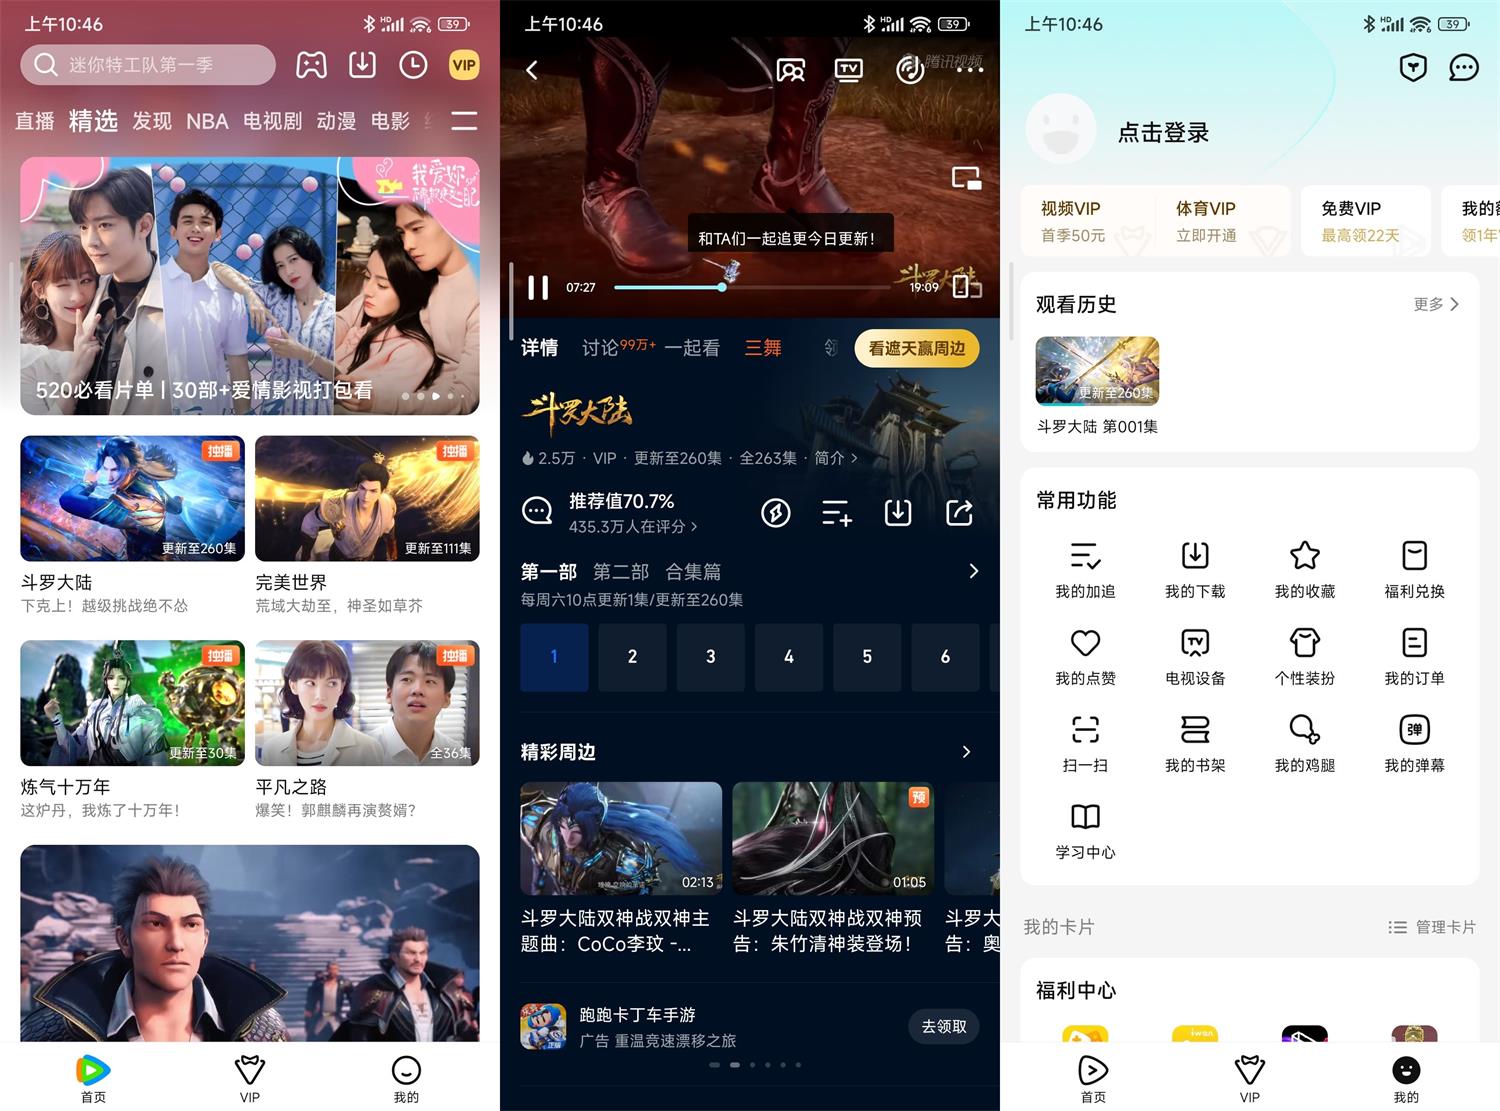 上午10:46
39
迷你特工队第一季
VIP
直播 精选 发现 NBA 电视剧 动漫 电影
我爱你
520必看片单 | 30部+爱情影视打包看
独播
更新至260集
斗罗大陆
下克上！越级挑战绝不怂
独播
更新至111集
完美世界
荒域大劫至，神圣如草芥
独播
更新至30集
炼气十万年
这炉丹，我炼了十万年！
独播
全36集
平凡之路
爆笑！郭麒麟再演赘婿？
首页
VIP
我的
上午10:46
39
TV
腾讯视频
和TA们一起追更今日更新！
斗罗大陆
07:27
19:09
详情 讨论99万+ 一起看 三舞
看遮天赢周边
斗罗大陆
2.5万 · VIP · 更新至260集 · 全263集 · 简介
推荐值70.7%
435.3万人在评分
第一部 第二部 合集篇
每周六10点更新1集/更新至260集
1 2 3 4 5 6
精彩周边
02:13
斗罗大陆双神战双神主
题曲：CoCo李玟 -...
预
01:05
斗罗大陆双神战双神预
告：朱竹清神装登场！
斗罗大
告：奥
跑跑卡丁车手游
广告 重温竞速漂移之旅
去领取
上午10:46
39
点击登录
视频VIP
首季50元
体育VIP
立即开通
免费VIP
最高领22天
我的
领1年
观看历史
更多
更新至260集
斗罗大陆 第001集
常用功能
我的加追 我的下载 我的收藏 福利兑换
TV
我的点赞 电视设备 个性装扮 我的订单
弹
扫一扫 我的书架 我的鸡腿 我的弹幕
学习中心
我的卡片
管理卡片
福利中心
iwan
首页
VIP
我的